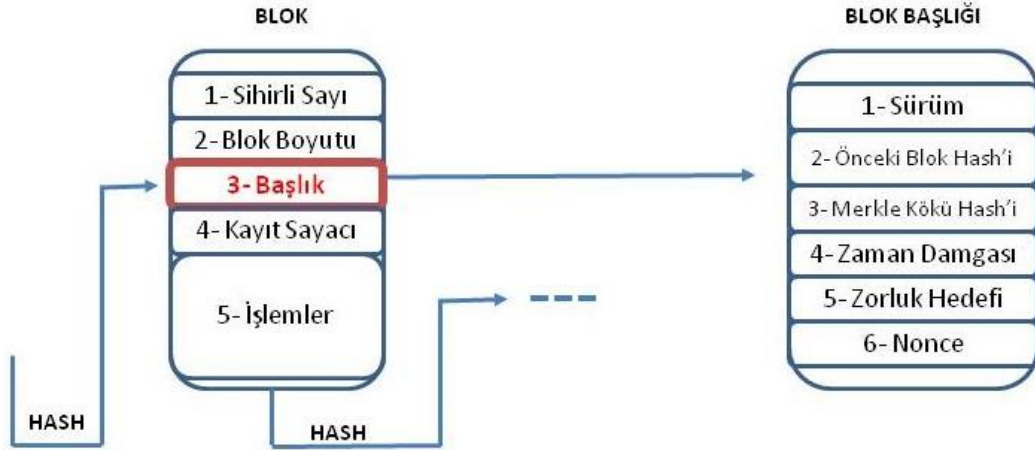 BLOK
1- Sihirli Sayı
2- Blok Boyutu
3- Başlık
4- Kayıt Sayacı
5- İşlemler
HASH
HASH
BLOK BAŞLIĞI
1- Sürüm
2- Önceki Blok Hash'i
3- Merkle Kökü Hash'i
4- Zaman Damgası
5- Zorluk Hedefi
6- Nonce